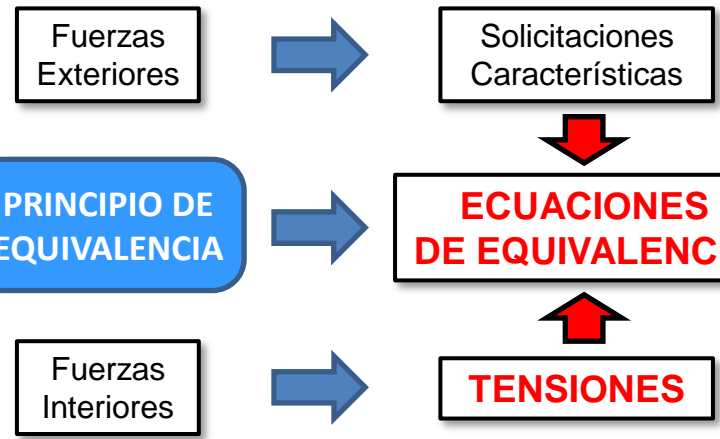 Fuerzas
Exteriores
Solicitaciones
Características
PRINCIPIO DE
EQUIVALENCIA
ECUACIONES
DE EQUIVALENC
Fuerzas
Interiores
TENSIONES